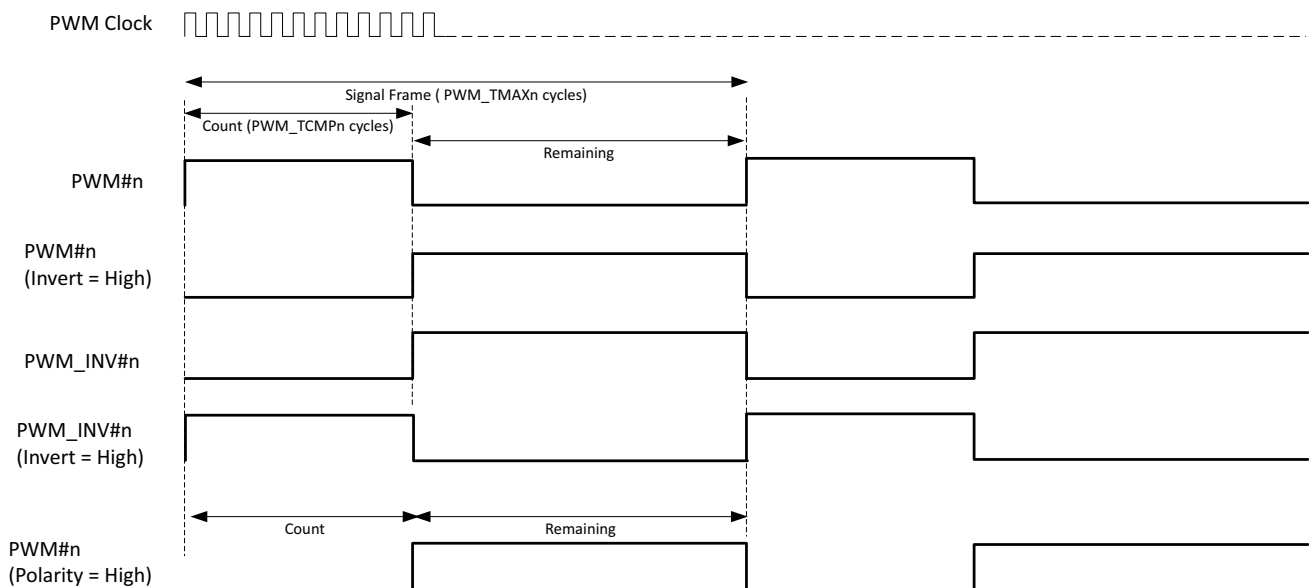 PWM Clock
Signal Frame ( PWM_TMAXn cycles)
Count (PWM_TCMPn cycles)
Remaining
PWM#n
PWM#n
(Invert = High)
PWM_INV#n
PWM_INV#n
(Invert = High)
Count
Remaining
PWM#n
(Polarity = High)